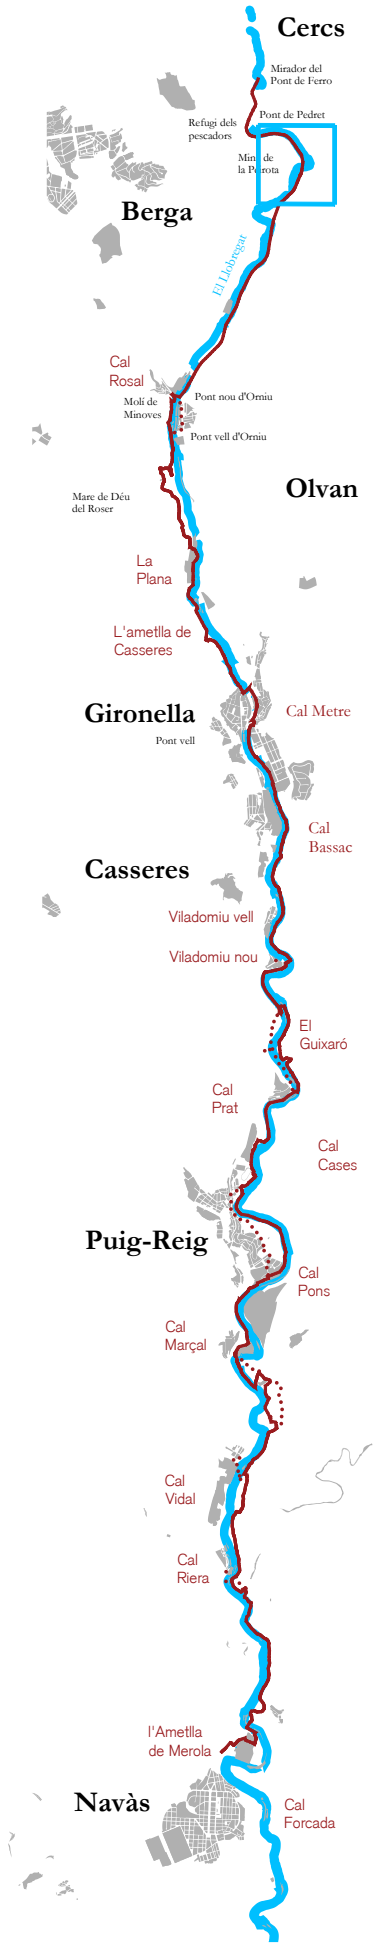 Cercs
Mirador del
Pont de Ferro
Pont de Pedret
Refugi dels
pescadors
Mina de
la Petrota
Berga
El Llobregat
Cal
Rosal
Pont nou d'Orniu
Molí de
Minoves
Pont vell d'Orniu
Olvan
Mare de Déu
del Roser
La
Plana
L'ametlla de
Casseres
Gironella
Cal Metre
Pont vell
Cal
Bassac
Casseres
Viladomiu vell
Viladomiu nou
El
Guixaró
Cal
Prat
Cal
Cases
Puig-Reig
Cal
Pons
Cal
Marçal
Cal
Vidal
Cal
Riera
l'Ametlla
de Merola
Navàs
Cal
Forcada